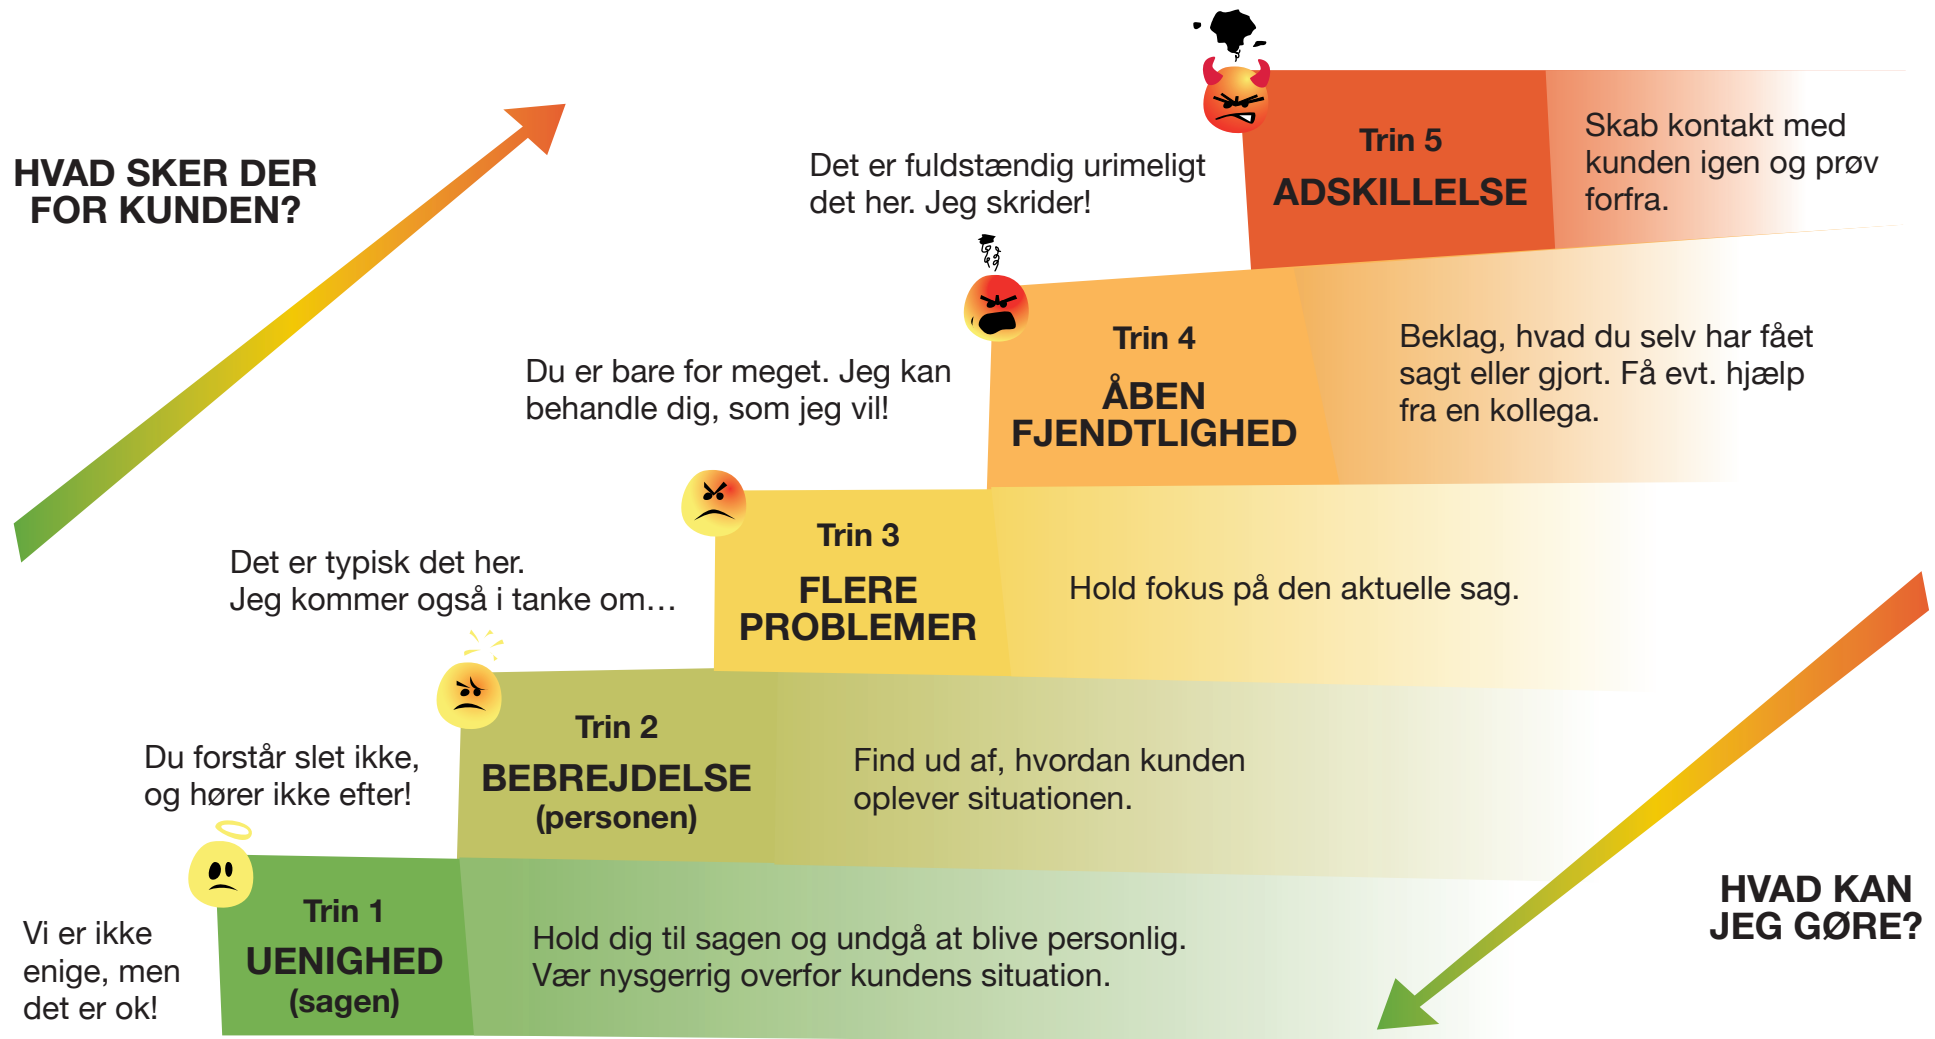 HVAD SKER DER
FOR KUNDEN?
Trin 5
ADSKILLELSE
Skab kontakt med
kunden igen og prøv
forfra.
Det er fuldstændig urimeligt
det her. Jeg skrider!
Trin 4
ÅBEN
FJENDTLIGHED
Beklag, hvad du selv har fået
sagt eller gjort. Få evt. hjælp
fra en kollega.
Du er bare for meget. Jeg kan
behandle dig, som jeg vil!
Trin 3
FLERE
PROBLEMER
Hold fokus på den aktuelle sag.
Det er typisk det her.
Jeg kommer også i tanke om…
Trin 2
BEBREJDELSE
(personen)
Find ud af, hvordan kunden
oplever situationen.
Du forstår slet ikke,
og hører ikke efter!
Trin 1
UENIGHED
(sagen)
Hold dig til sagen og undgå at blive personlig.
Vær nysgerrig overfor kundens situation.
Vi er ikke
enige, men
det er ok!
HVAD KAN
JEG GØRE?